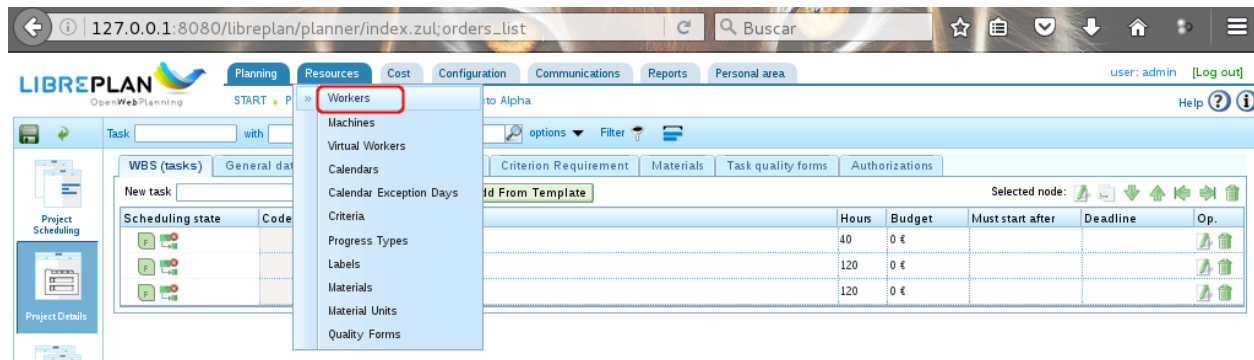 127.0.0.1:8080/libreplan/planner/index.zul;orders_list Buscar
LIBREPLAN
OpenWebPlanning
Planning Resources Cost Configuration Communications Reports Personal area user: admin [Log out]
START P to Alpha Help
Task with options Filter
WBS (tasks) General dat Criterion Requirement Materials Task quality forms Authorizations
New task dd From Template Selected node:
Scheduling state Code Hours Budget Must start after Deadline Op.
F 40 0 €
F 120 0 €
F 120 0 €
Project
Scheduling
Project Details
» Workers
Machines
Virtual Workers
Calendars
Calendar Exception Days
Criteria
Progress Types
Labels
Materials
Material Units
Quality Forms